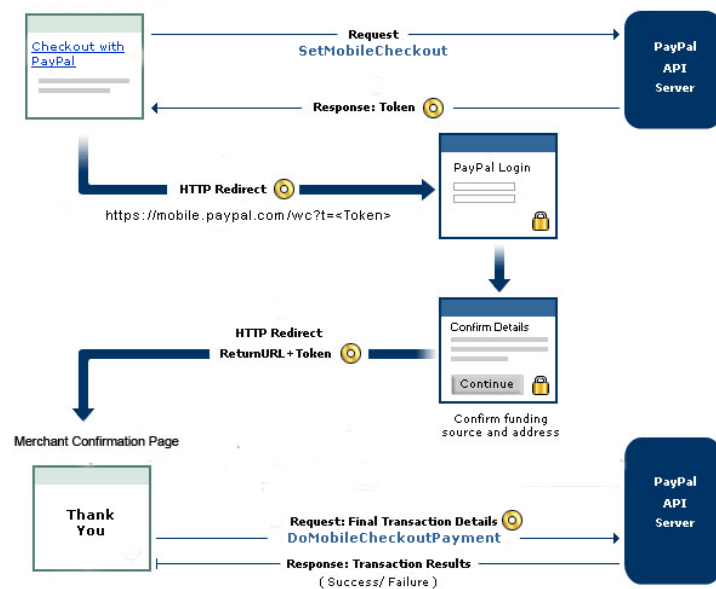 Checkout with
PayPal
Request
SetMobileCheckout
PayPal
API
Server
Response: Token
HTTP Redirect
https://mobile.paypal.com/wc?t=<Token>
PayPal Login
HTTP Redirect
ReturnURL+Token
Confirm Details
Continue
Confirm funding
source and address
Merchant Confirmation Page
Thank
You
Request: Final Transaction Details
DoMobileCheckoutPayment
Response: Transaction Results
( Success/ Failure )
PayPal
API
Server